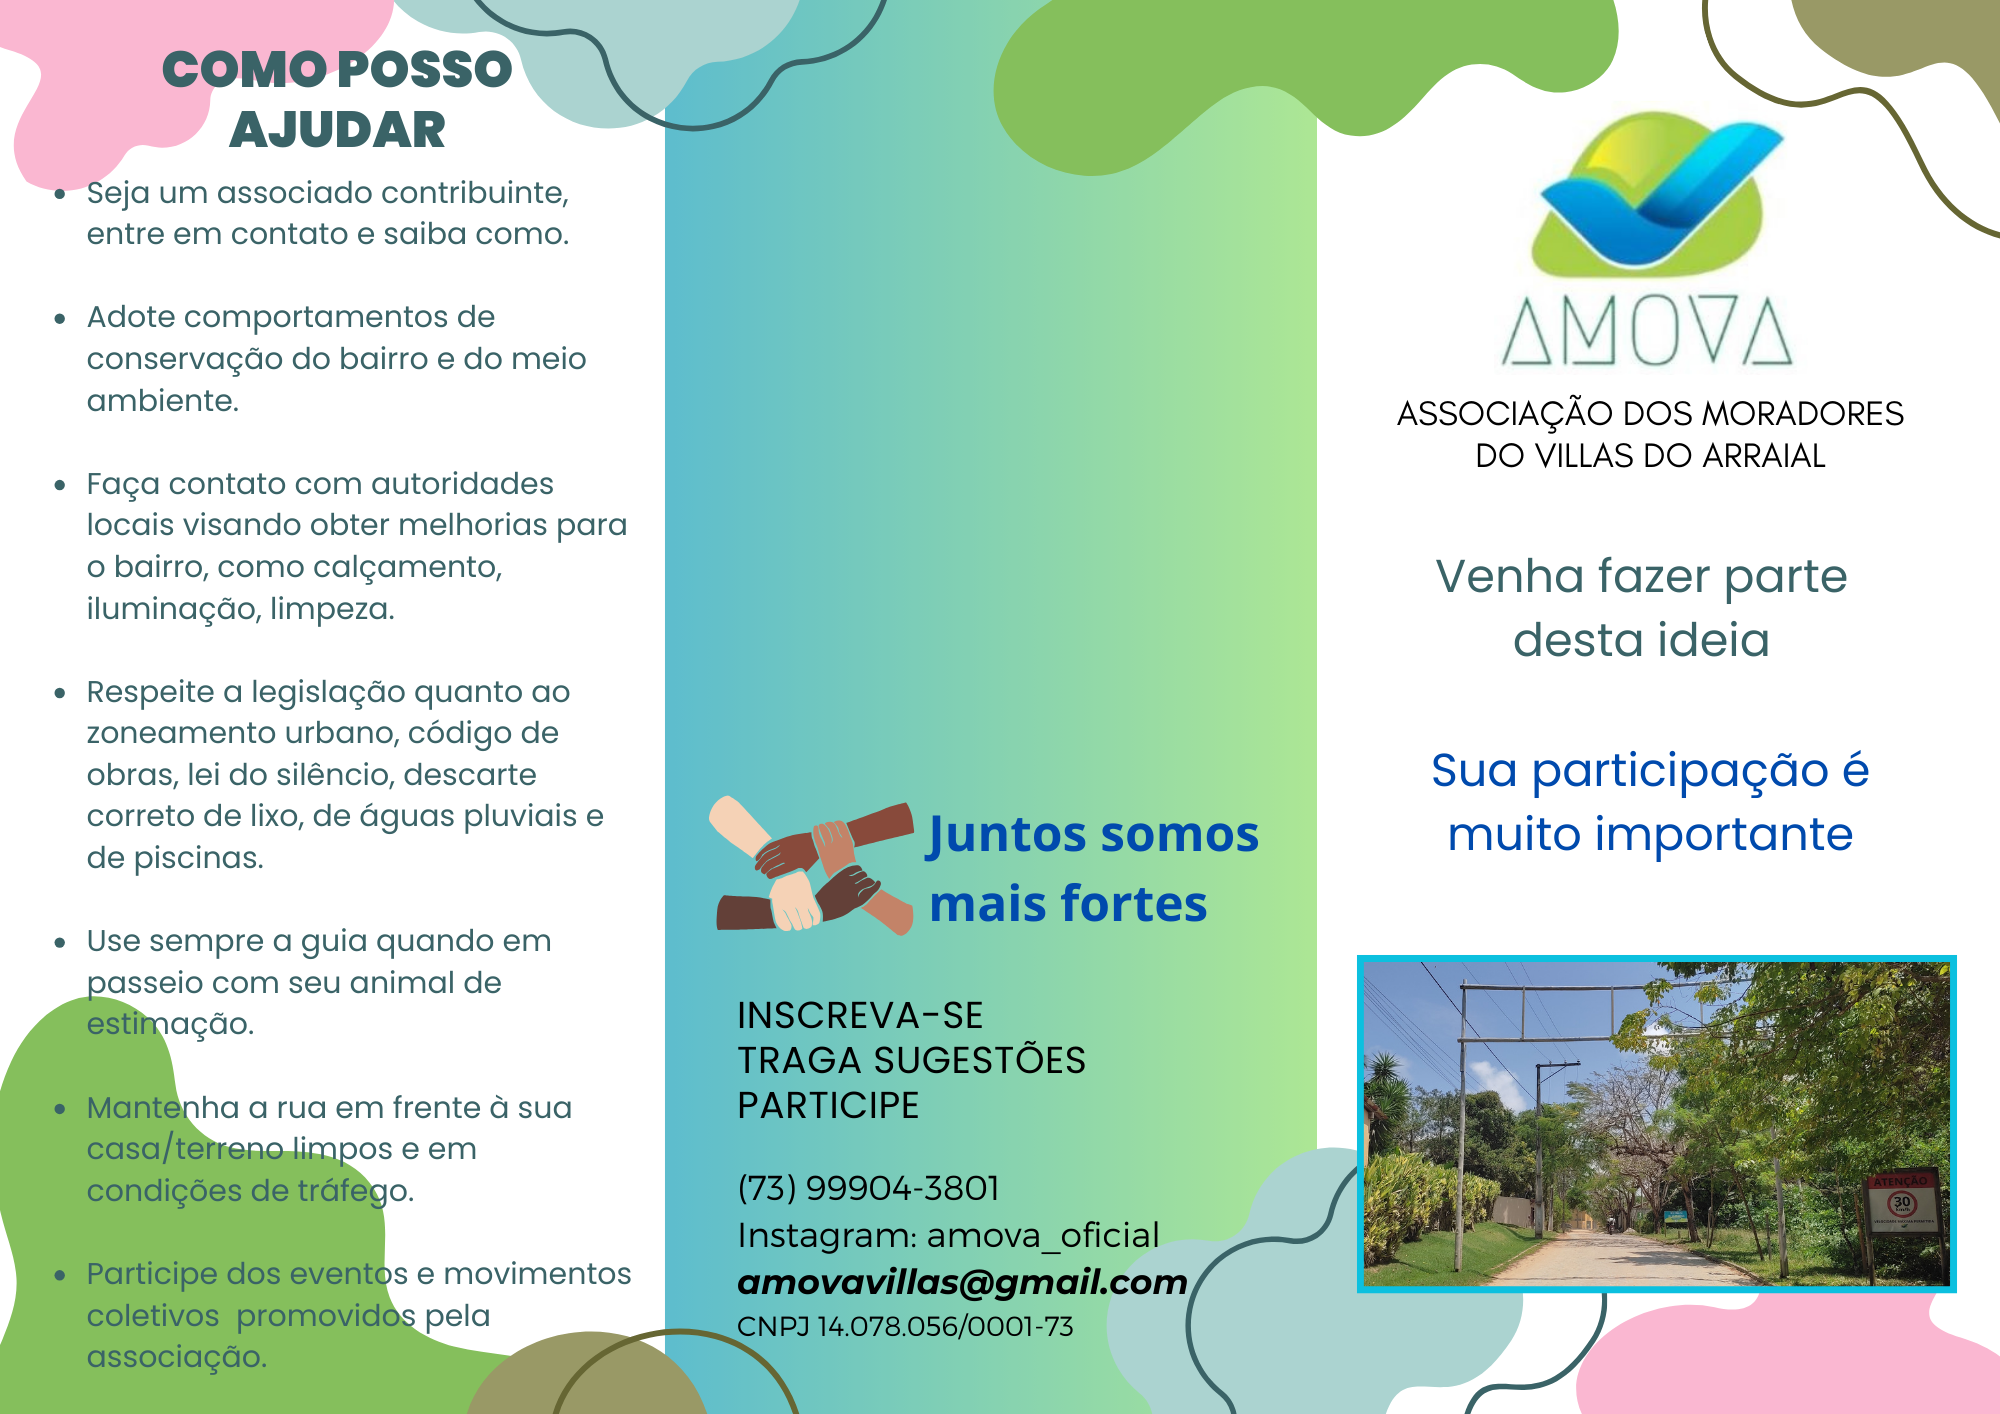 COMO POSSO
AJUDAR
• Seja um associado contribuinte,
entre em contato e saiba como.
• Adote comportamentos de
conservação do bairro e do meio
ambiente.
• Faça contato com autoridades
locais visando obter melhorias para
o bairro, como calçamento,
iluminação, limpeza.
• Respeite a legislação quanto ao
zoneamento urbano, código de
obras, lei do silêncio, descarte
correto de lixo, de águas pluviais e
de piscinas.
• Use sempre a guia quando em
passeio com seu animal de
estimação.
• Mantenha a rua em frente à sua
casa/terreno limpos e em
condições de tráfego.
• Participe dos eventos e movimentos
coletivos  promovidos pela
associação.
Juntos somos
mais fortes
INSCREVA-SE
TRAGA SUGESTÕES
PARTICIPE
(73) 99904-3801
Instagram: amova_oficial
amovavillas@gmail.com
CNPJ 14.078.056/0001-73
AMOVA
ASSOCIAÇÃO DOS MORADORES
DO VILLAS DO ARRAIAL
Venha fazer parte
desta ideia
Sua participação é
muito importante
ATENÇÃO
30
km/h